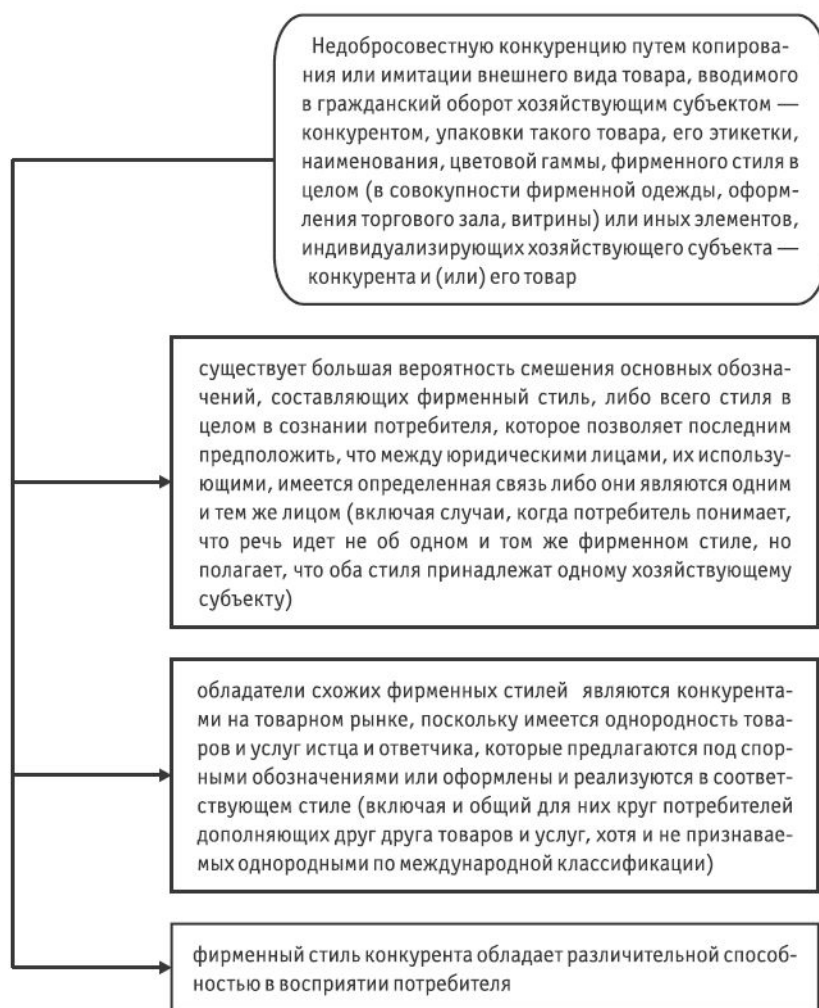 Недобросовестную конкуренцию путем копирова-
ния или имитации внешнего вида товара, вводимого
в гражданский оборот хозяйствующим субъектом —
конкурентом, упаковки такого товара, его этикетки,
наименования, цветовой гаммы, фирменного стиля в
целом (в совокупности фирменной одежды, оформ-
ления торгового зала, витрины) или иных элементов,
индивидуализирующих хозяйствующего субъекта —
конкурента и (или) его товар
существует большая вероятность смешения основных обозна-
чений, составляющих фирменный стиль, либо всего стиля в
целом в сознании потребителя, которое позволяет последним
предположить, что между юридическими лицами, их использу-
ющими, имеется определенная связь либо они являются одним
и тем же лицом (включая случаи, когда потребитель понимает,
что речь идет не об одном и том же фирменном стиле, но
полагает, что оба стиля принадлежат одному хозяйствующему
субъекту)
обладатели схожих фирменных стилей являются конкурента-
ми на товарном рынке, поскольку имеется однородность това-
ров и услуг истца и ответчика, которые предлагаются под спор-
ными обозначениями или оформлены и реализуются в соответ-
ствующем стиле (включая и общий для них круг потребителей
дополняющих друг друга товаров и услуг, хотя и не признавае-
мых однородными по международной классификации)
фирменный стиль конкурента обладает различительной способ-
ностью в восприятии потребителя